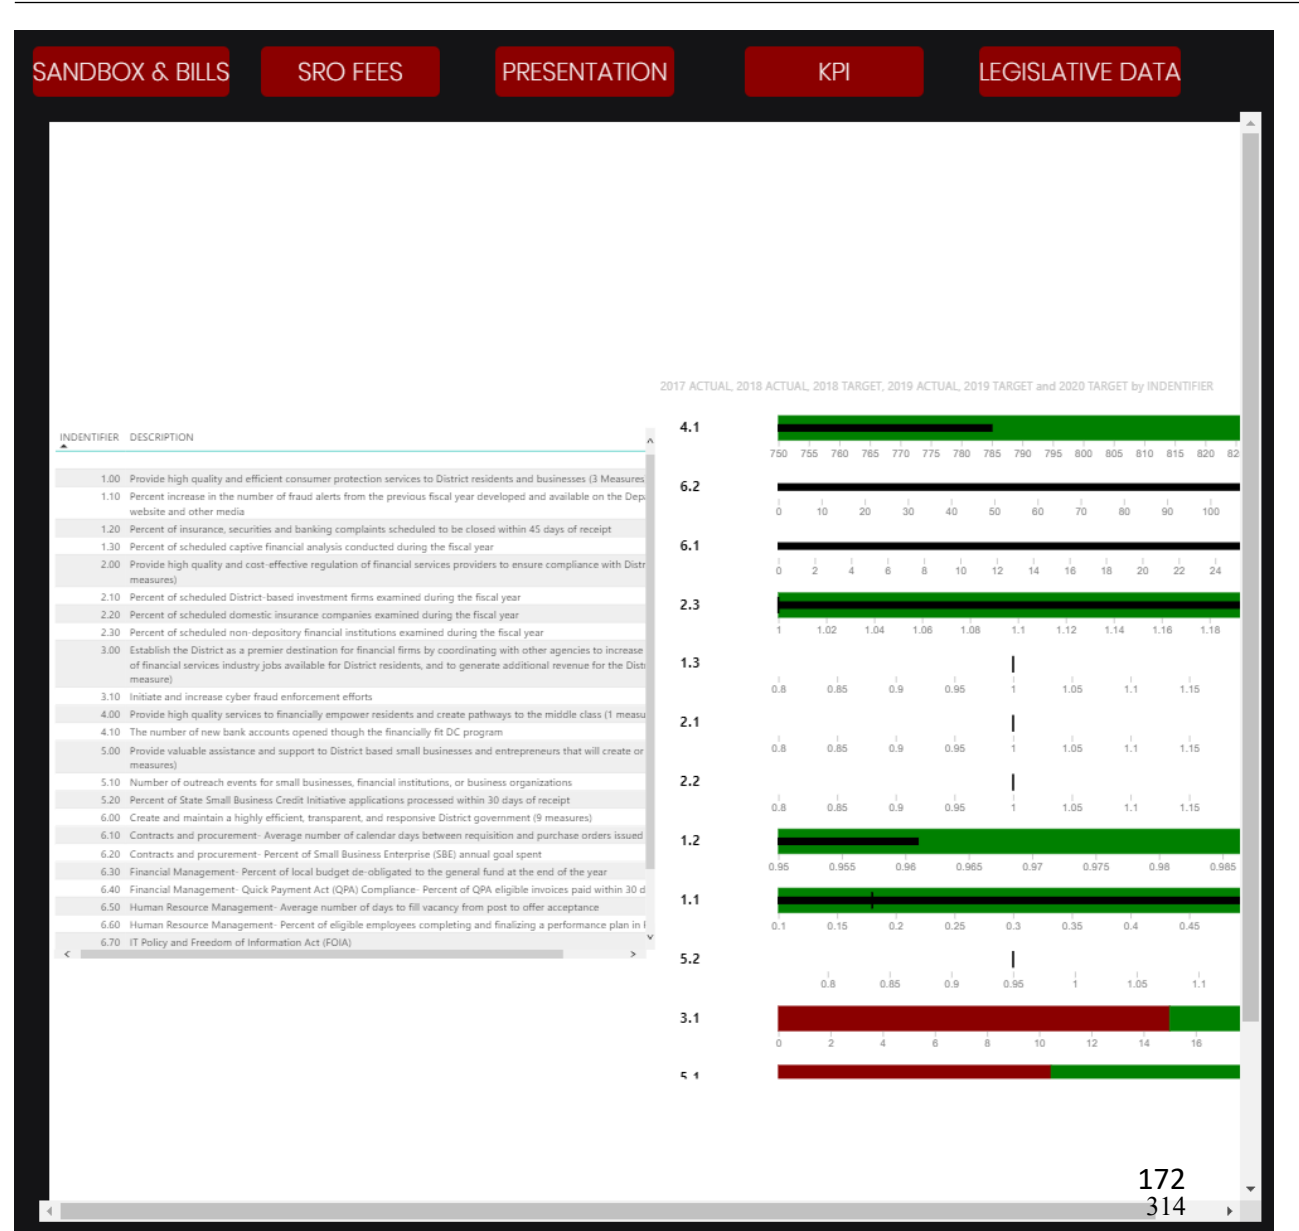 SANDBOX & BILLS SRO FEES PRESENTATION KPI LEGISLATIVE DATA
INDENTIFIER DESCRIPTION
1.00 Provide high quality and efficient consumer protection services to District residents and businesses (3 Measures
1.10 Percent increase in the number of fraud alerts from the previous fiscal year developed and available on the Depa
website and other media
1.20 Percent of insurance, securities and banking complaints scheduled to be closed within 45 days of receipt
1.30 Percent of scheduled captive financial analysis conducted during the fiscal year
2.00 Provide high quality and cost-effective regulation of financial services providers to ensure compliance with Distr
measures)
2.10 Percent of scheduled District-based investment firms examined during the fiscal year
2.20 Percent of scheduled domestic insurance companies examined during the fiscal year
2.30 Percent of scheduled non-depository financial institutions examined during the fiscal year
3.00 Establish the District as a premier destination for financial firms by coordinating with other agencies to increase
of financial services industry jobs available for District residents, and to generate additional revenue for the Distr
measure)
3.10 Initiate and increase cyber fraud enforcement efforts
4.00 Provide high quality services to financially empower residents and create pathways to the middle class (1 measu
4.10 The number of new bank accounts opened though the financially fit DC program
5.00 Provide valuable assistance and support to District based small businesses and entrepreneurs that will create or
measures)
5.10 Number of outreach events for small businesses, financial institutions, or business organizations
5.20 Percent of State Small Business Credit Initiative applications processed within 30 days of receipt
6.00 Create and maintain a highly efficient, transparent, and responsive District government (9 measures)
6.10 Contracts and procurement- Average number of calendar days between requisition and purchase orders issued
6.20 Contracts and procurement- Percent of Small Business Enterprise (SBE) annual goal spent
6.30 Financial Management- Percent of local budget de-obligated to the general fund at the end of the year
6.40 Financial Management- Quick Payment Act (QPA) Compliance- Percent of QPA eligible invoices paid within 30 d
6.50 Human Resource Management- Average number of days to fill vacancy from post to offer acceptance
6.60 Human Resource Management- Percent of eligible employees completing and finalizing a performance plan in
6.70 IT Policy and Freedom of Information Act (FOIA)
2017 ACTUAL, 2018 ACTUAL, 2018 TARGET, 2019 ACTUAL, 2019 TARGET and 2020 TARGET by INDENTIFIER
4.1
750 755 760 765 770 775 780 785 790 795 800 805 810 815 820 82
6.2
0 10 20 30 40 50 60 70 80 90 100
6.1
0 2 4 6 8 10 12 14 16 18 20 22 24
2.3
1 1.02 1.04 1.06 1.08 1.1 1.12 1.14 1.16 1.18
1.3
0.8 0.85 0.9 0.95 1 1.05 1.1 1.15
2.1
0.8 0.85 0.9 0.95 1 1.05 1.1 1.15
2.2
0.8 0.85 0.9 0.95 1 1.05 1.1 1.15
1.2
0.95 0.955 0.96 0.965 0.97 0.975 0.98 0.985
1.1
0.1 0.15 0.2 0.25 0.3 0.35 0.4 0.45
5.2
0.8 0.85 0.9 0.95 1 1.05 1.1
3.1
0 2 4 6 8 10 12 14 16
5.1
172
314